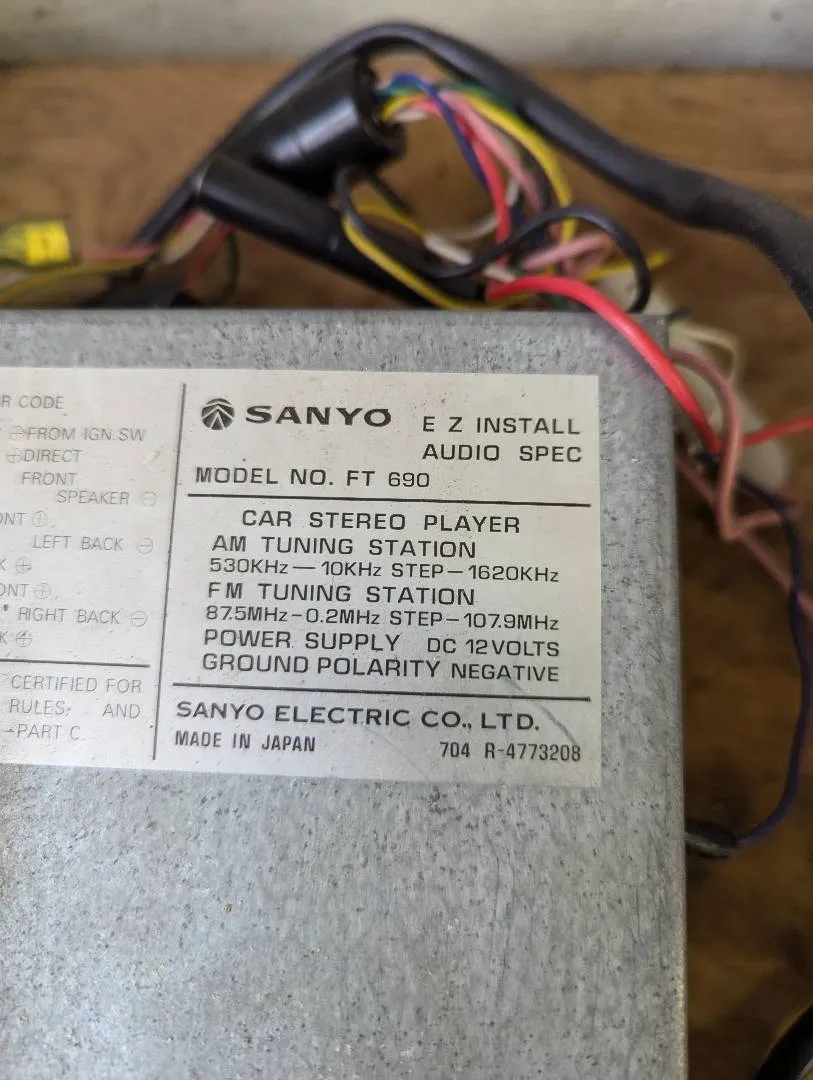 R CODE
⊕FROM IGN.SW
⊕DIRECT
FRONT
SPEAKER ⊖
ONT ⊕
LEFT BACK ⊖
K ⊕
ONT ⊕
RIGHT BACK ⊖
K ⊕
CERTIFIED FOR
RULES; AND
PART C.
SANYO E Z INSTALL
AUDIO SPEC
MODEL NO. FT 690
CAR STEREO PLAYER
AM TUNING STATION
530KHz—10KHz STEP—1620KHz
FM TUNING STATION
87.5MHz–0.2MHz STEP–107.9MHz
POWER SUPPLY DC 12VOLTS
GROUND POLARITY NEGATIVE
SANYO ELECTRIC CO., LTD.
MADE IN JAPAN 704 R-4773208